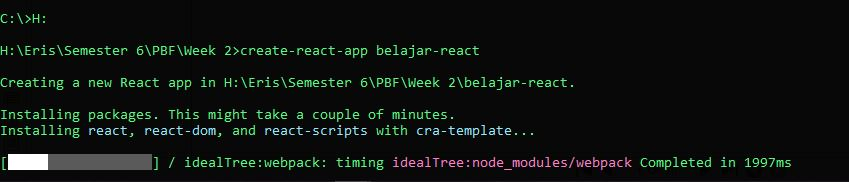 C:\>H:
H:\Eris\Semester 6\PBF\Week 2>create-react-app belajar-react
Creating a new React app in H:\Eris\Semester 6\PBF\Week 2\belajar-react.
Installing packages. This might take a couple of minutes.
Installing react, react-dom, and react-scripts with cra-template...
[                  ] / idealTree:webpack: timing idealTree:node_modules/webpack Completed in 1997ms